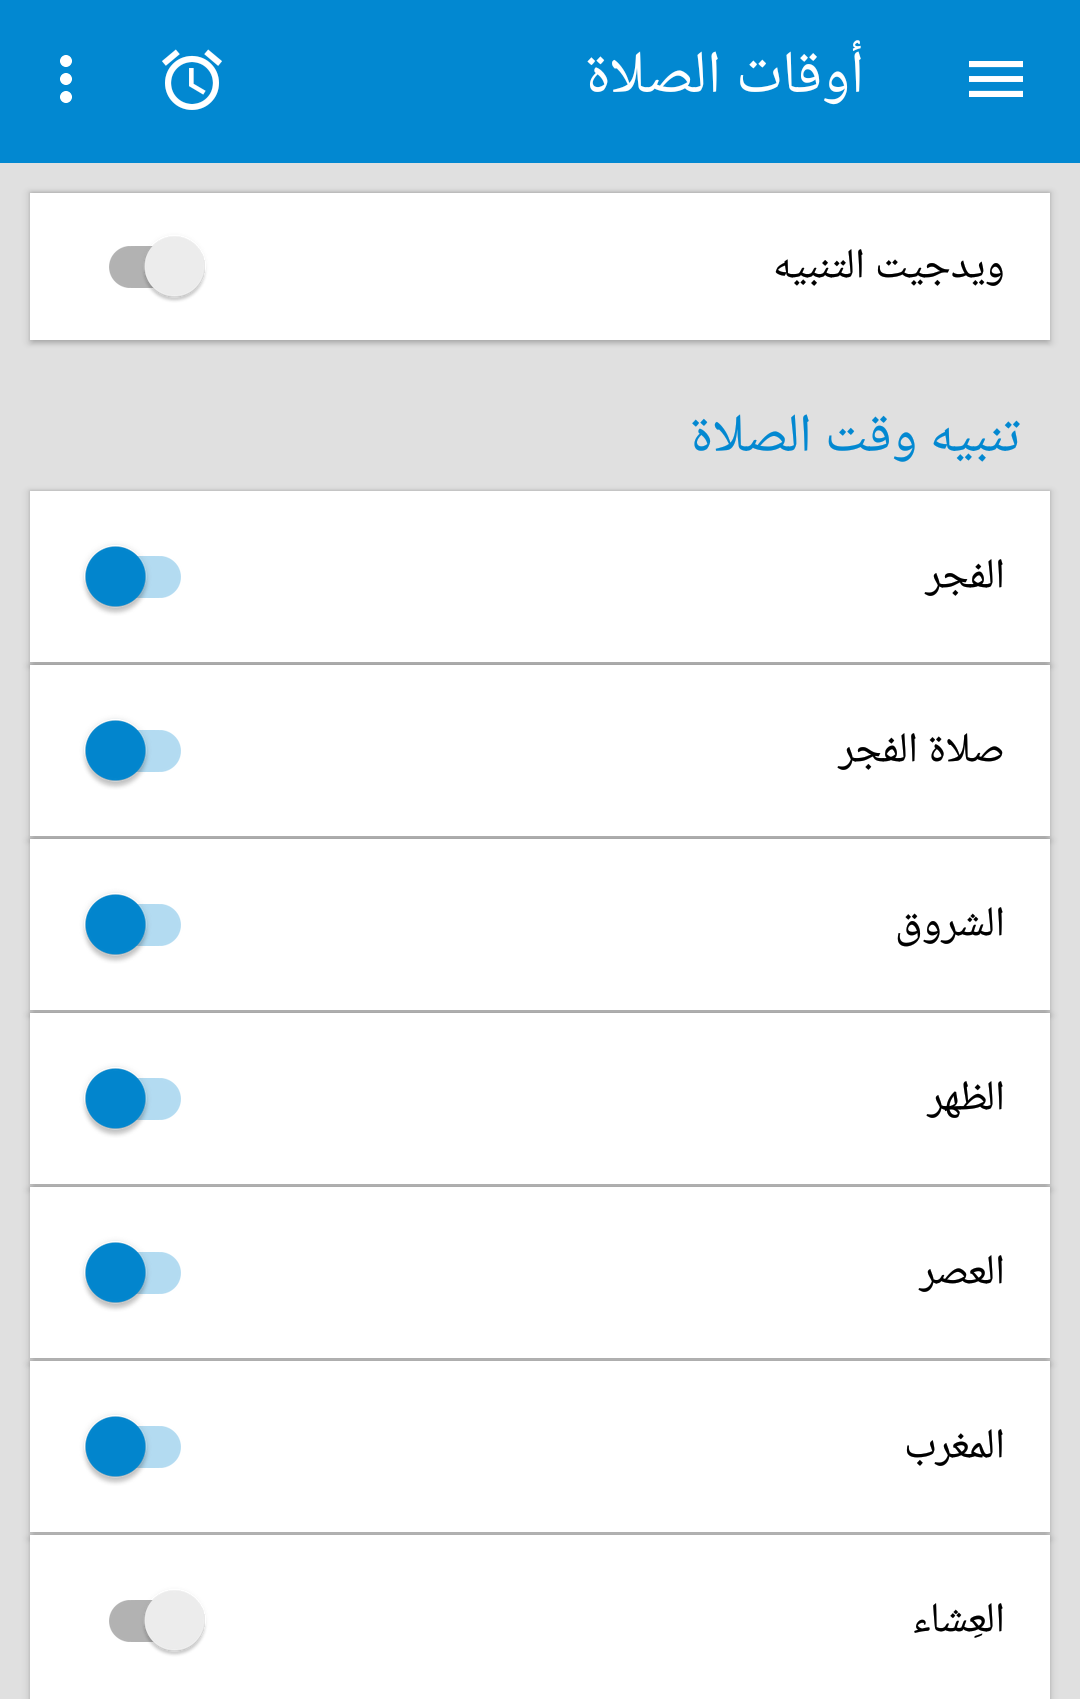 أوقات الصلاة
ويدجيت التنبيه
تنبيه وقت الصلاة
الفجر
صلاة الفجر
الشروق
الظهر
العصر
المغرب
العِشاء